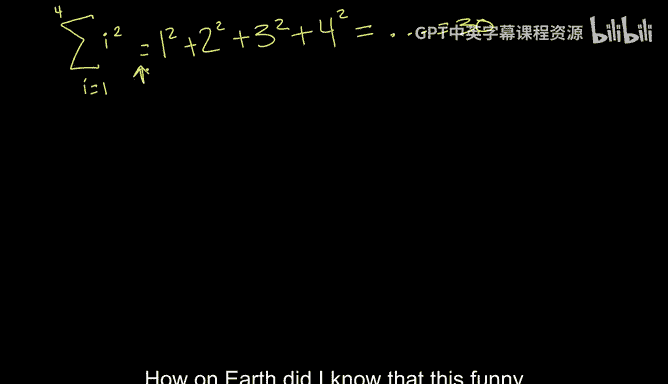 4
∑ i² = 1² + 2² + 3² + 4² = ... = 30
i=1
↑
GPT中英字幕课程资源 bilibili
How on Earth did I know that this funny